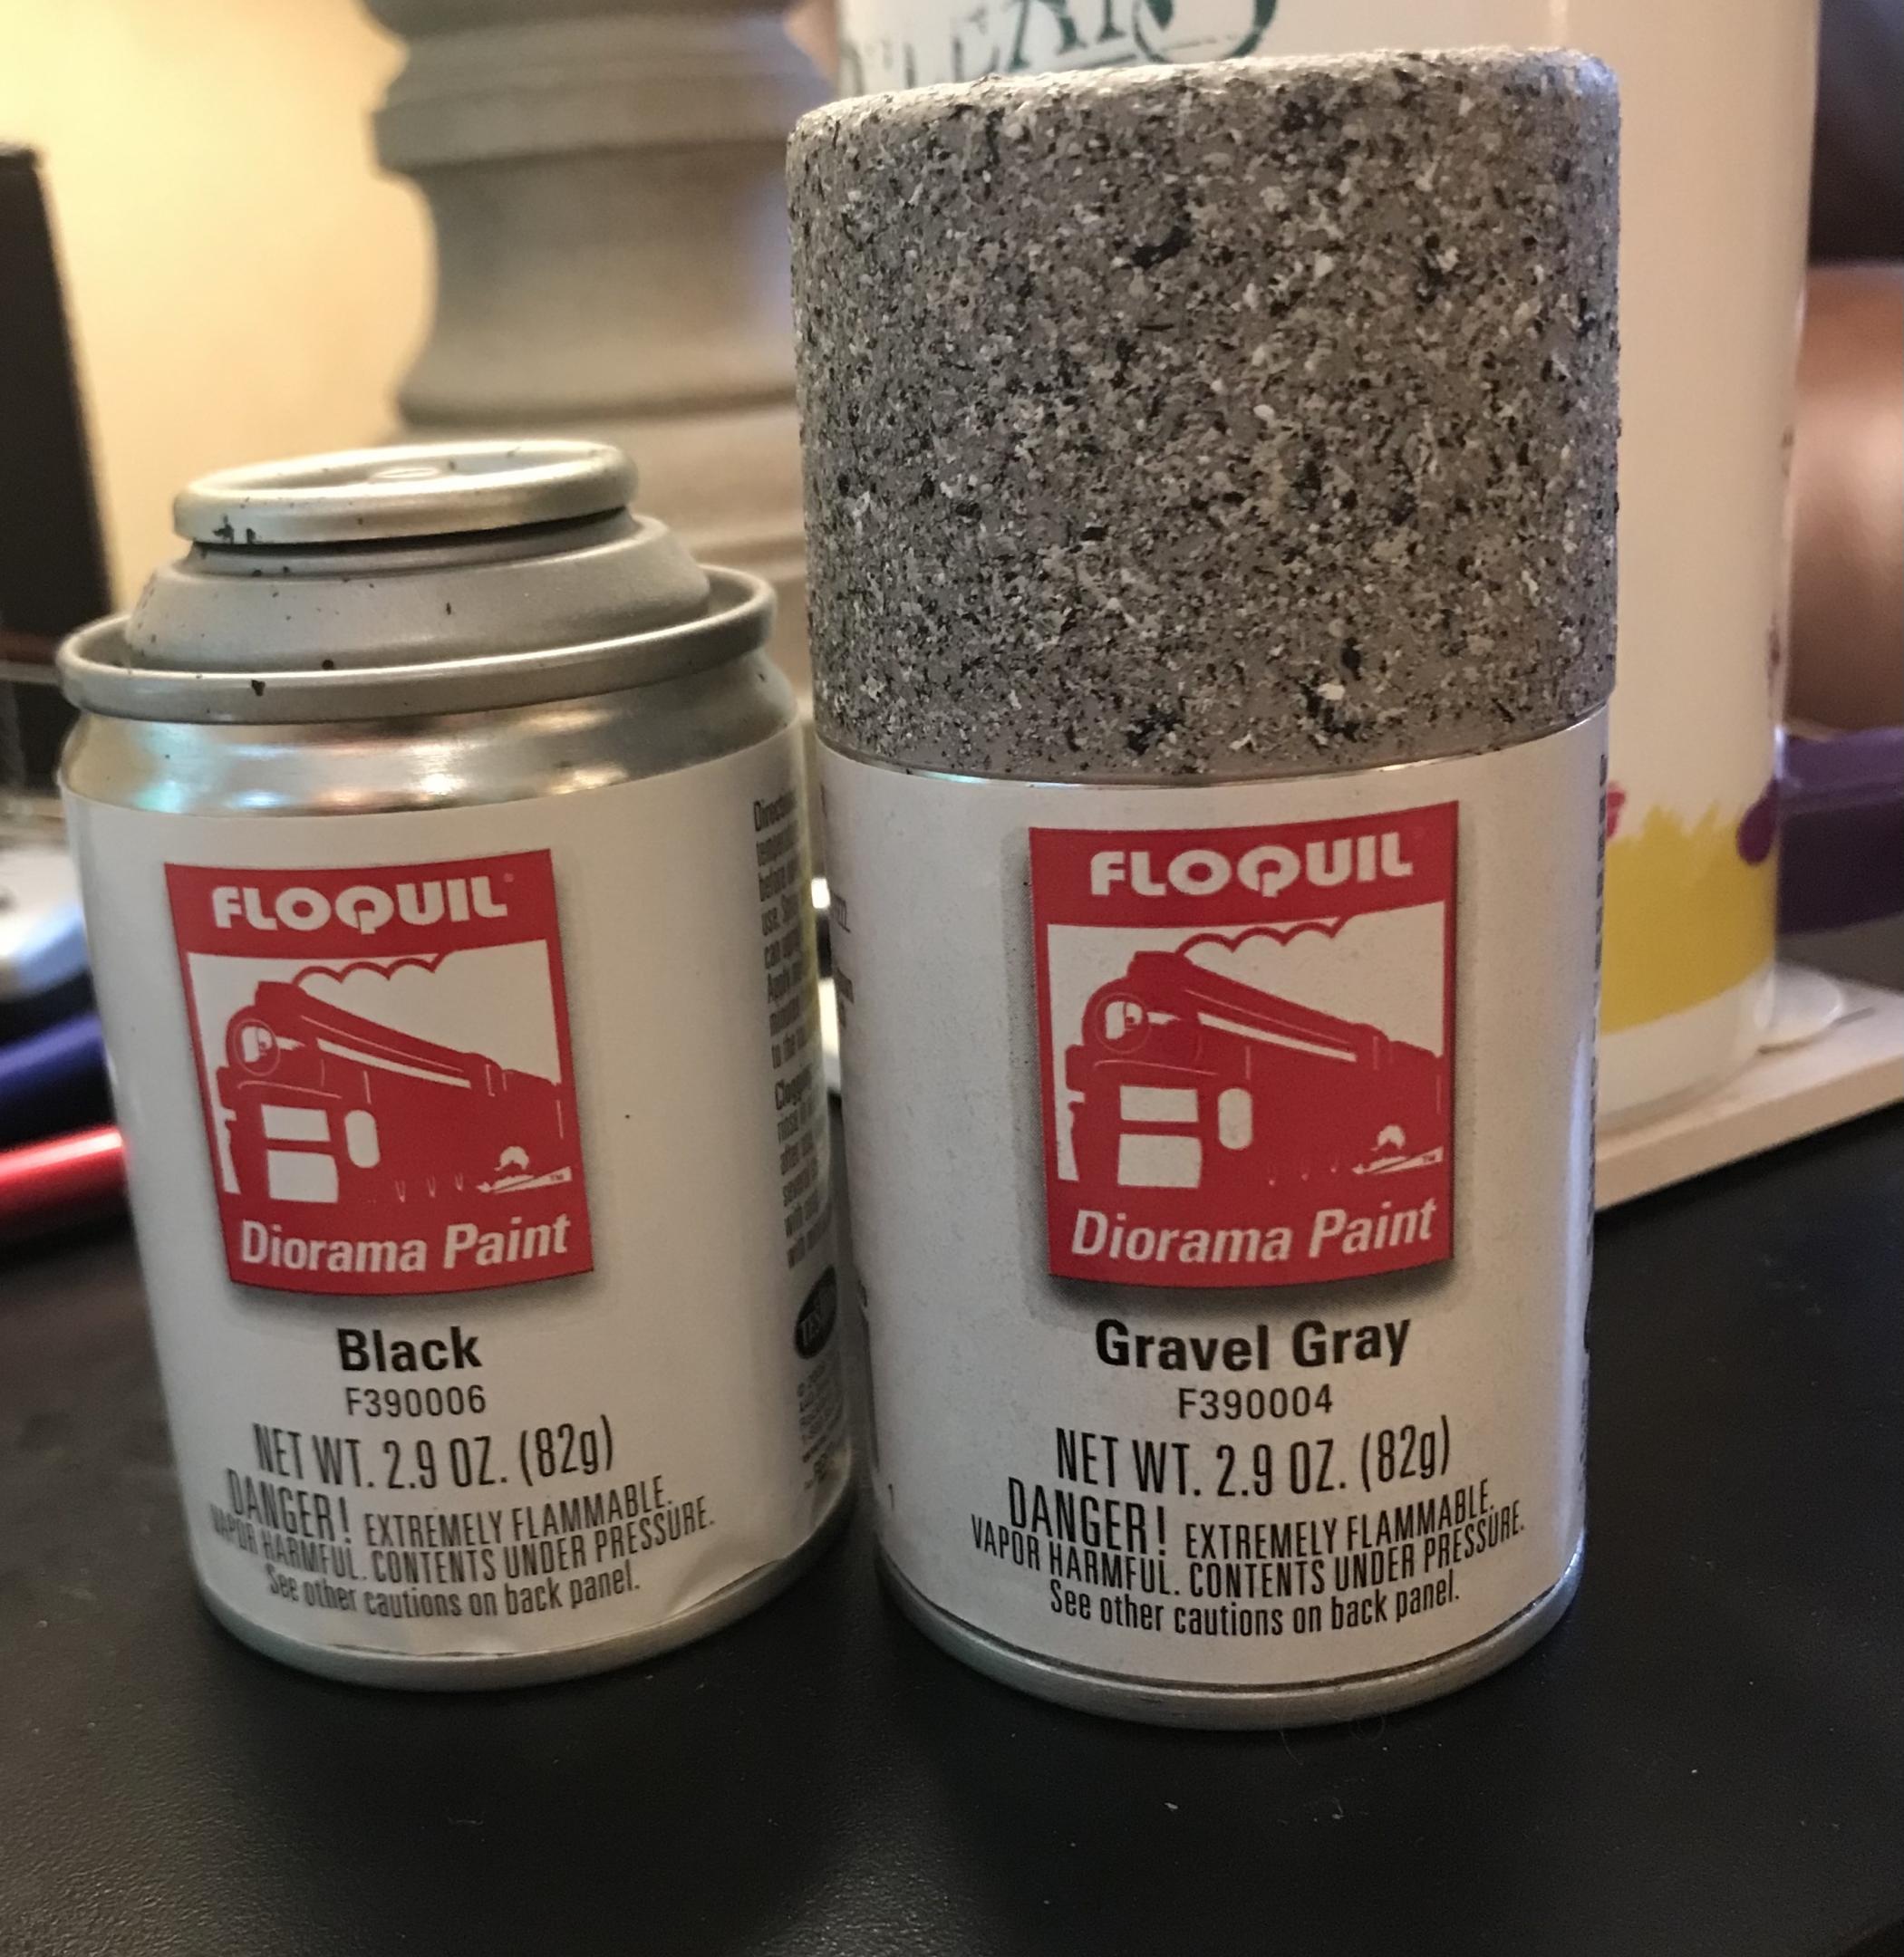 FLOQUIL
Diorama Paint
Black
F390006
NET WT. 2.9 OZ. (82g)
DANGER! EXTREMELY FLAMMABLE.
VAPOR HARMFUL. CONTENTS UNDER PRESSURE.
See other cautions on back panel.
FLOQUIL
TM
Diorama Paint
Gravel Gray
F390004
NET WT. 2.9 OZ. (82g)
DANGER! EXTREMELY FLAMMABLE.
VAPOR HARMFUL. CONTENTS UNDER PRESSURE.
See other cautions on back panel.